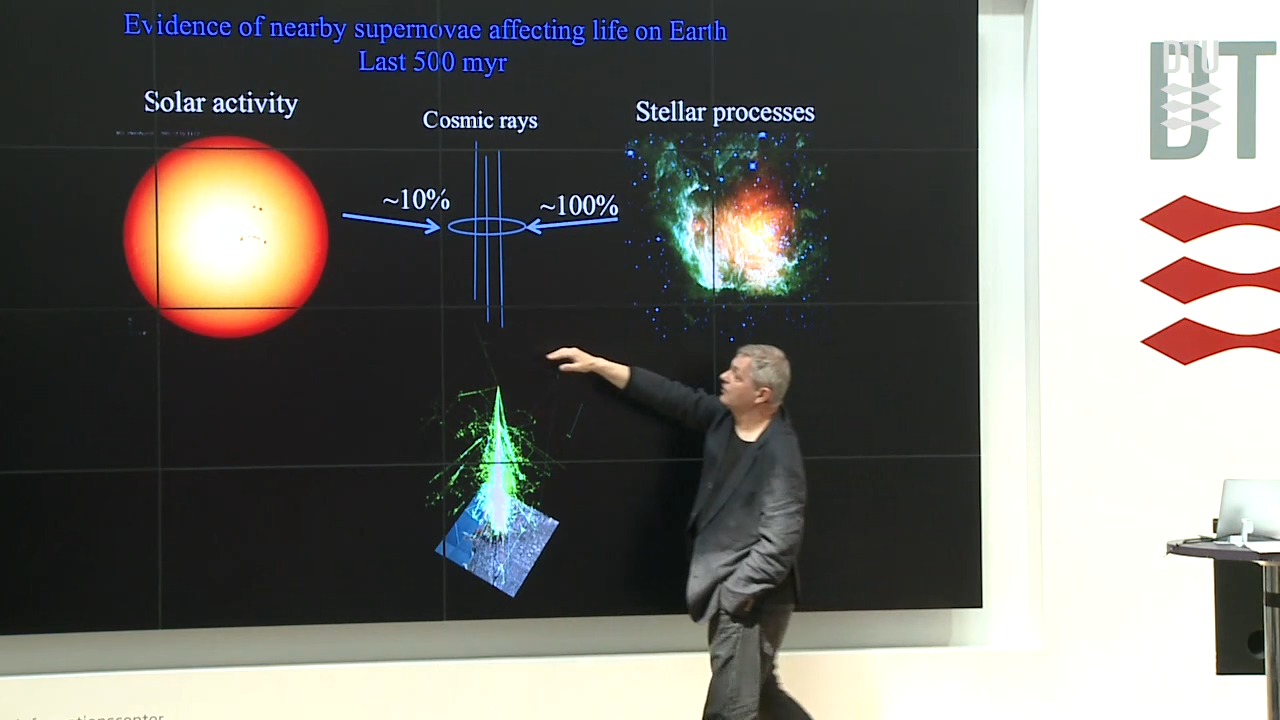 Evidence of nearby supernovae affecting life on Earth
Last 500 myr
Solar activity
Cosmic rays
Stellar processes
~10%
~100%
DTU
DT